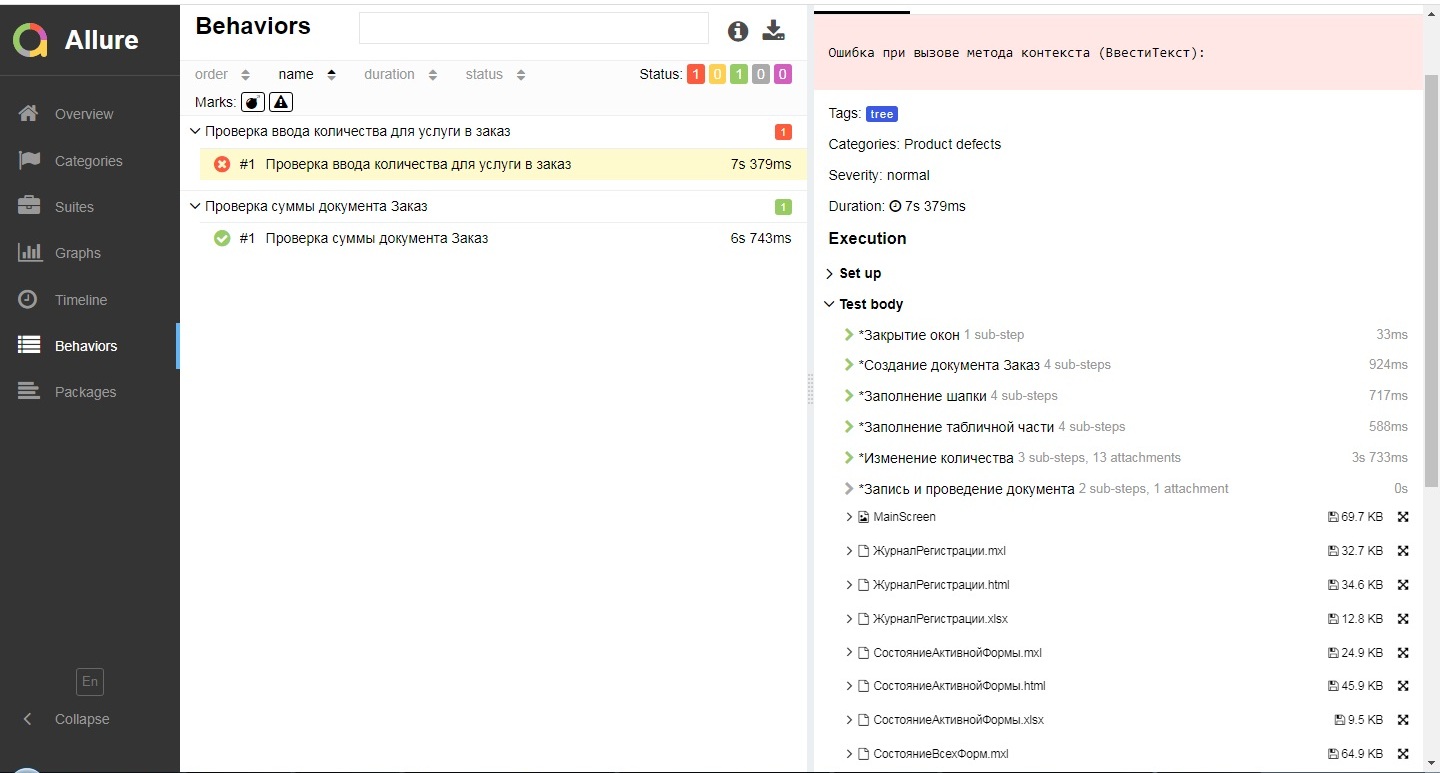 Allure
Overview
Categories
Suites
Graphs
Timeline
Behaviors
Packages
En
Collapse
Behaviors
order name duration status Status: 1 0 1 0 0
Marks:
Проверка ввода количества для услуги в заказ 1
#1 Проверка ввода количества для услуги в заказ 7s 379ms
Проверка суммы документа Заказ 1
#1 Проверка суммы документа Заказ 6s 743ms
Ошибка при вызове метода контекста (ВвестиТекст):
Tags: tree
Categories: Product defects
Severity: normal
Duration: 7s 379ms
Execution
Set up
Test body
*Закрытие окон 1 sub-step 33ms
*Создание документа Заказ 4 sub-steps 924ms
*Заполнение шапки 4 sub-steps 717ms
*Заполнение табличной части 4 sub-steps 588ms
*Изменение количества 3 sub-steps, 13 attachments 3s 733ms
*Запись и проведение документа 2 sub-steps, 1 attachment 0s
MainScreen 69.7 KB
ЖурналРегистрации.mxl 32.7 KB
ЖурналРегистрации.html 34.6 KB
ЖурналРегистрации.xlsx 12.8 KB
СостояниеАктивнойФормы.mxl 24.9 KB
СостояниеАктивнойФормы.html 45.9 KB
СостояниеАктивнойФормы.xlsx 9.5 KB
СостояниеВсехФорм.mxl 64.9 KB